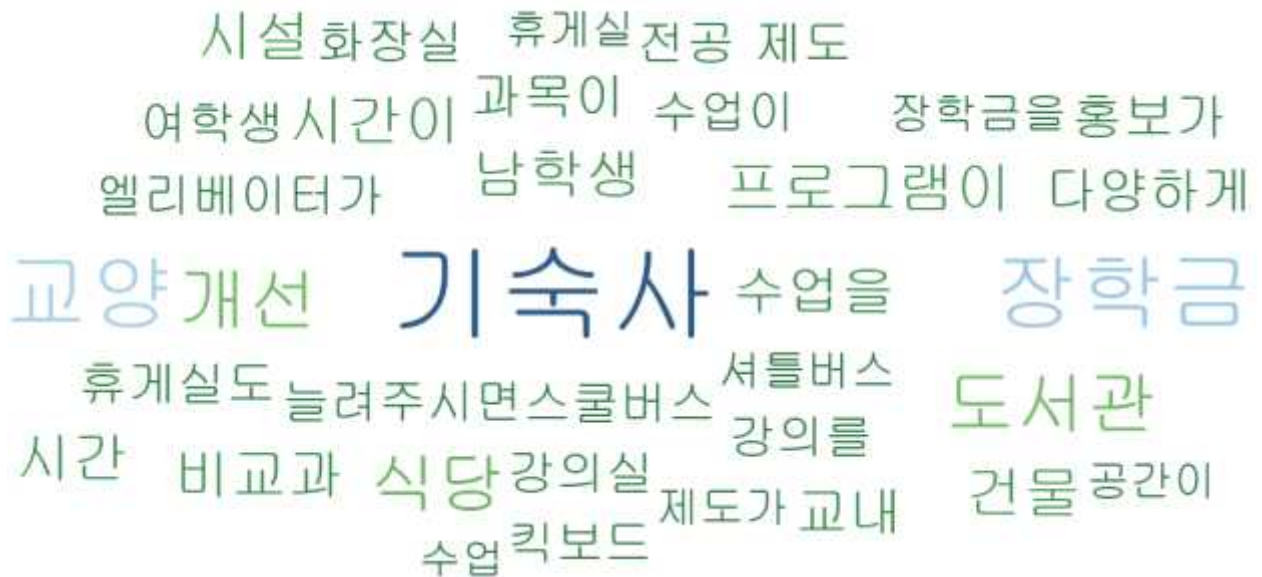 시설 화장실 휴게실 전공 제도
여학생 시간이 과목이 수업이 장학금을 홍보가
엘리베이터가 남학생 프로그램이 다양하게
교양 개선 기숙사 수업을 장학금
휴게실도 늘려주시면 스쿨버스 셔틀버스 도서관
시간 비교과 식당 강의실 강의를 건물 공간이
수업 킥보드 제도가 교내